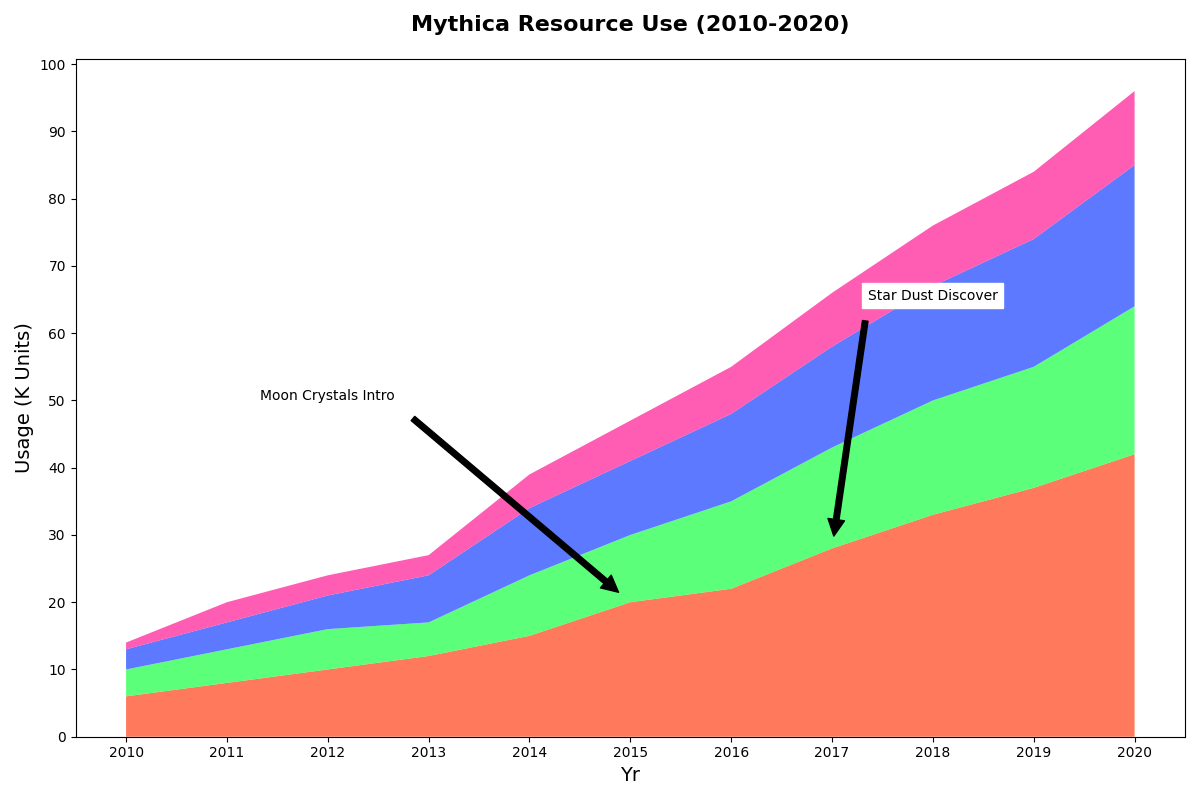 Mythica Resource Use (2010-2020)
Usage (K Units)
100
90
80
70
60
50
40
30
20
10
0
Star Dust Discover
Moon Crystals Intro
2010 2011 2012 2013 2014 2015 2016 2017 2018 2019 2020
Yr